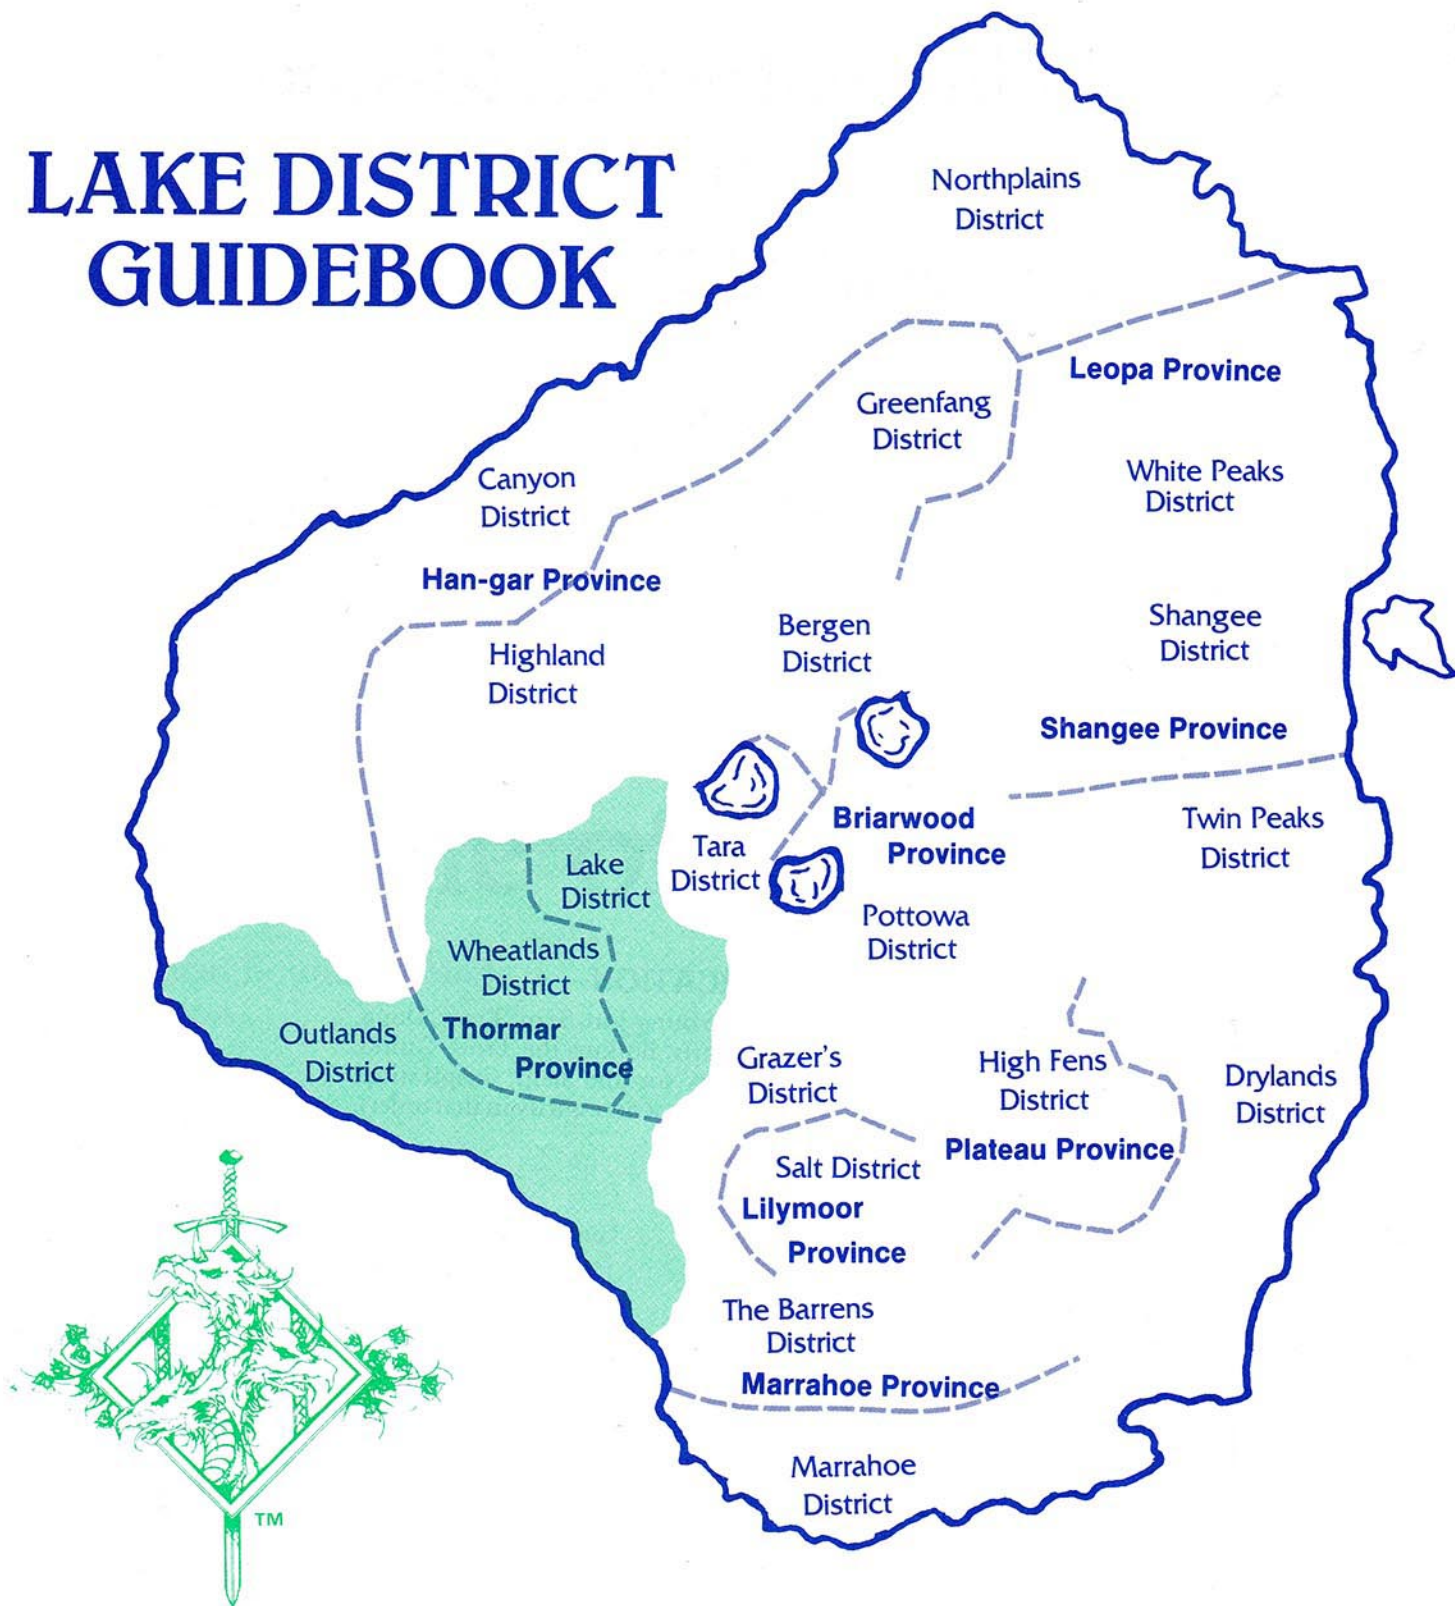 LAKE DISTRICT
GUIDEBOOK
Northplains
District
Leopa Province
Greenfang
District
White Peaks
District
Canyon
District
Han-gar Province
Bergen
District
Shangee
District
Highland
District
Shangee Province
Briarwood
Province
Twin Peaks
District
Tara
District
Lake
District
Pottowa
District
Wheatlands
District
Outlands
District
Thormar
Province
Grazer's
District
High Fens
District
Drylands
District
Plateau Province
Salt District
Lilymoor
Province
The Barrens
District
Marrahoe Province
Marrahoe
District
TM